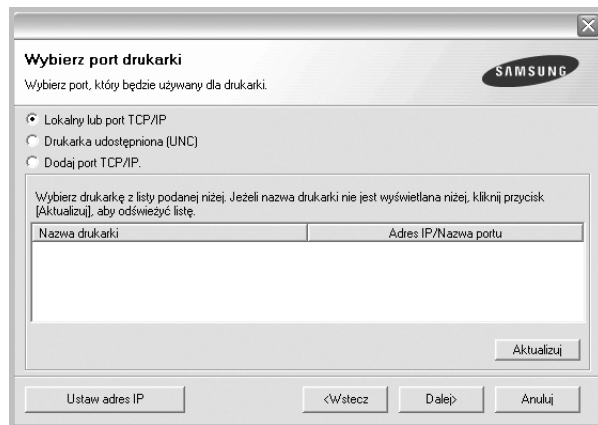 Wybierz port drukarki
Wybierz port, który będzie używany dla drukarki.
SAMSUNG
Lokalny lub port TCP/IP
Drukarka udostępniona (UNC)
Dodaj port TCP/IP.
Wybierz drukarkę z listy podanej niżej. Jeżeli nazwa drukarki nie jest wyświetlana niżej, kliknij przycisk
[Aktualizuj], aby odświeżyć listę.
Nazwa drukarki Adres IP/Nazwa portu
Aktualizuj
Ustaw adres IP <Wstecz Dalej> Anuluj